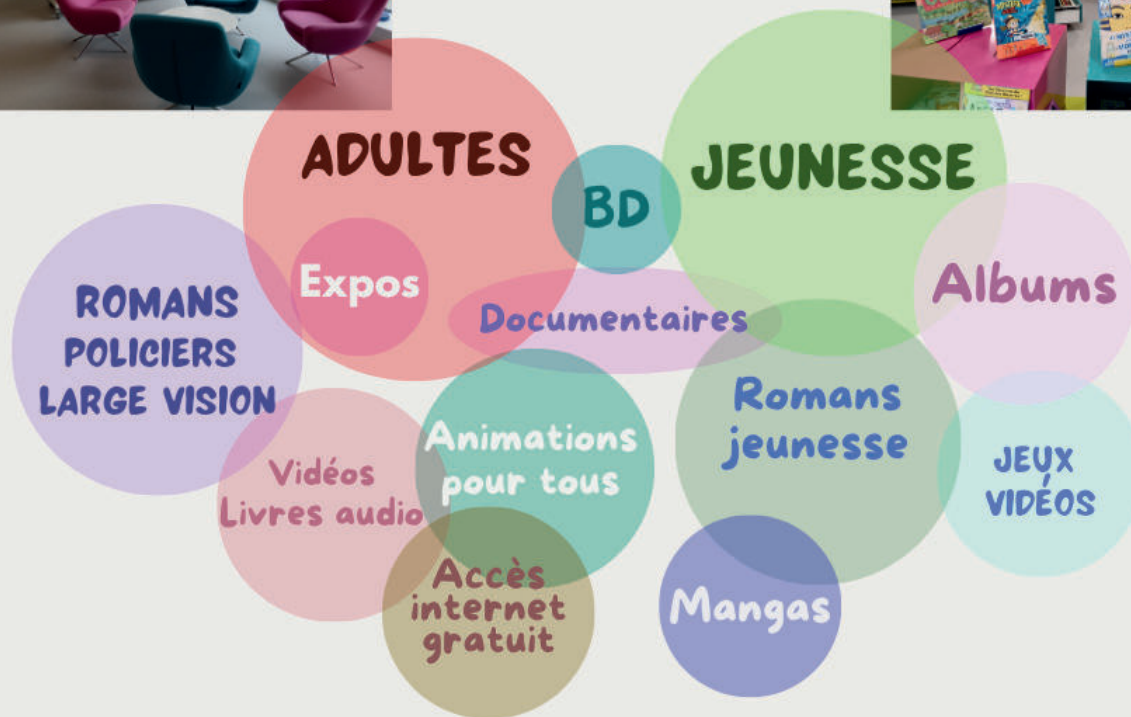 ADULTES
JEUNESSE
BD
Expos
Albums
ROMANS
POLICIERS
LARGE VISION
Documentaires
Romans
jeunesse
Animations
pour tous
Vidéos
Livres audio
JEUX
VIDÉOS
Accès
internet
gratuit
Mangas